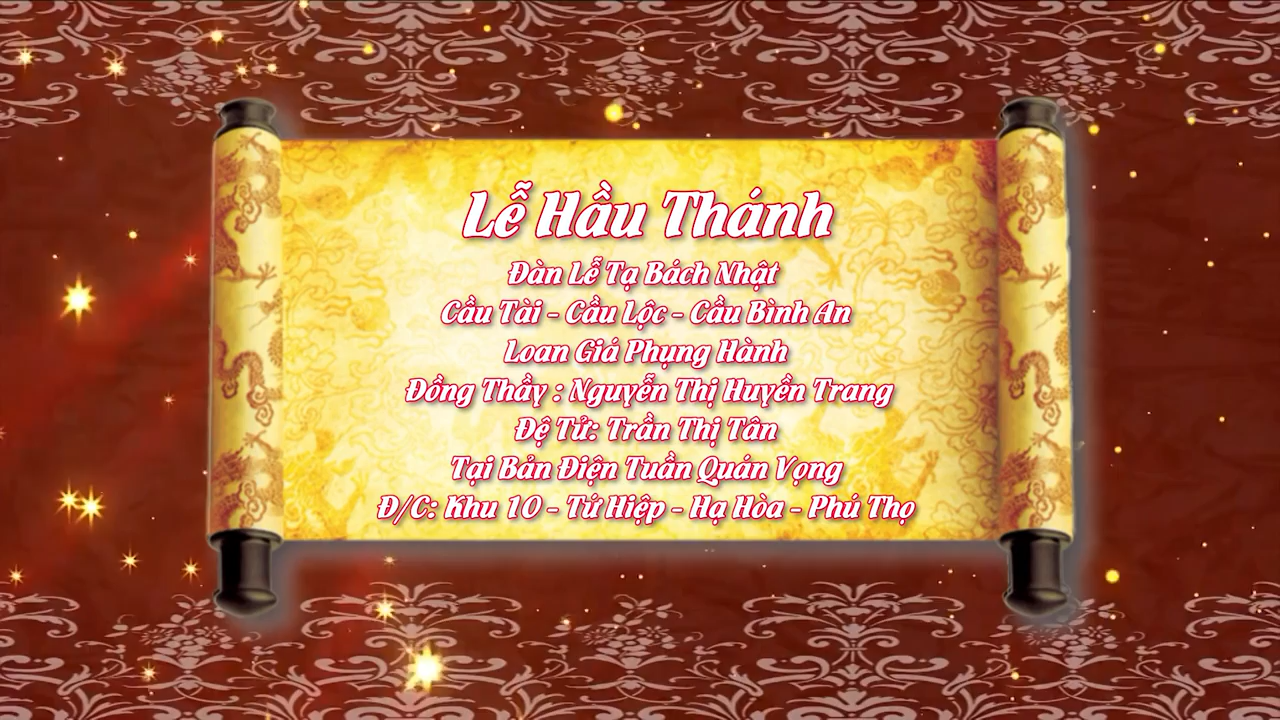 Lễ Hầu Thánh
Đàn Lễ Tạ Bách Nhật
Cầu Tài - Cầu Lộc - Cầu Bình An
Loan Giá Phụng Hành
Đồng Thầy : Nguyễn Thị Huyền Trang
Đệ Tử: Trần Thị Tân
Tại Bản Điện Tuần Quán Vọng
Đ/C: Khu 10 - Tứ Hiệp - Hạ Hòa - Phú Thọ